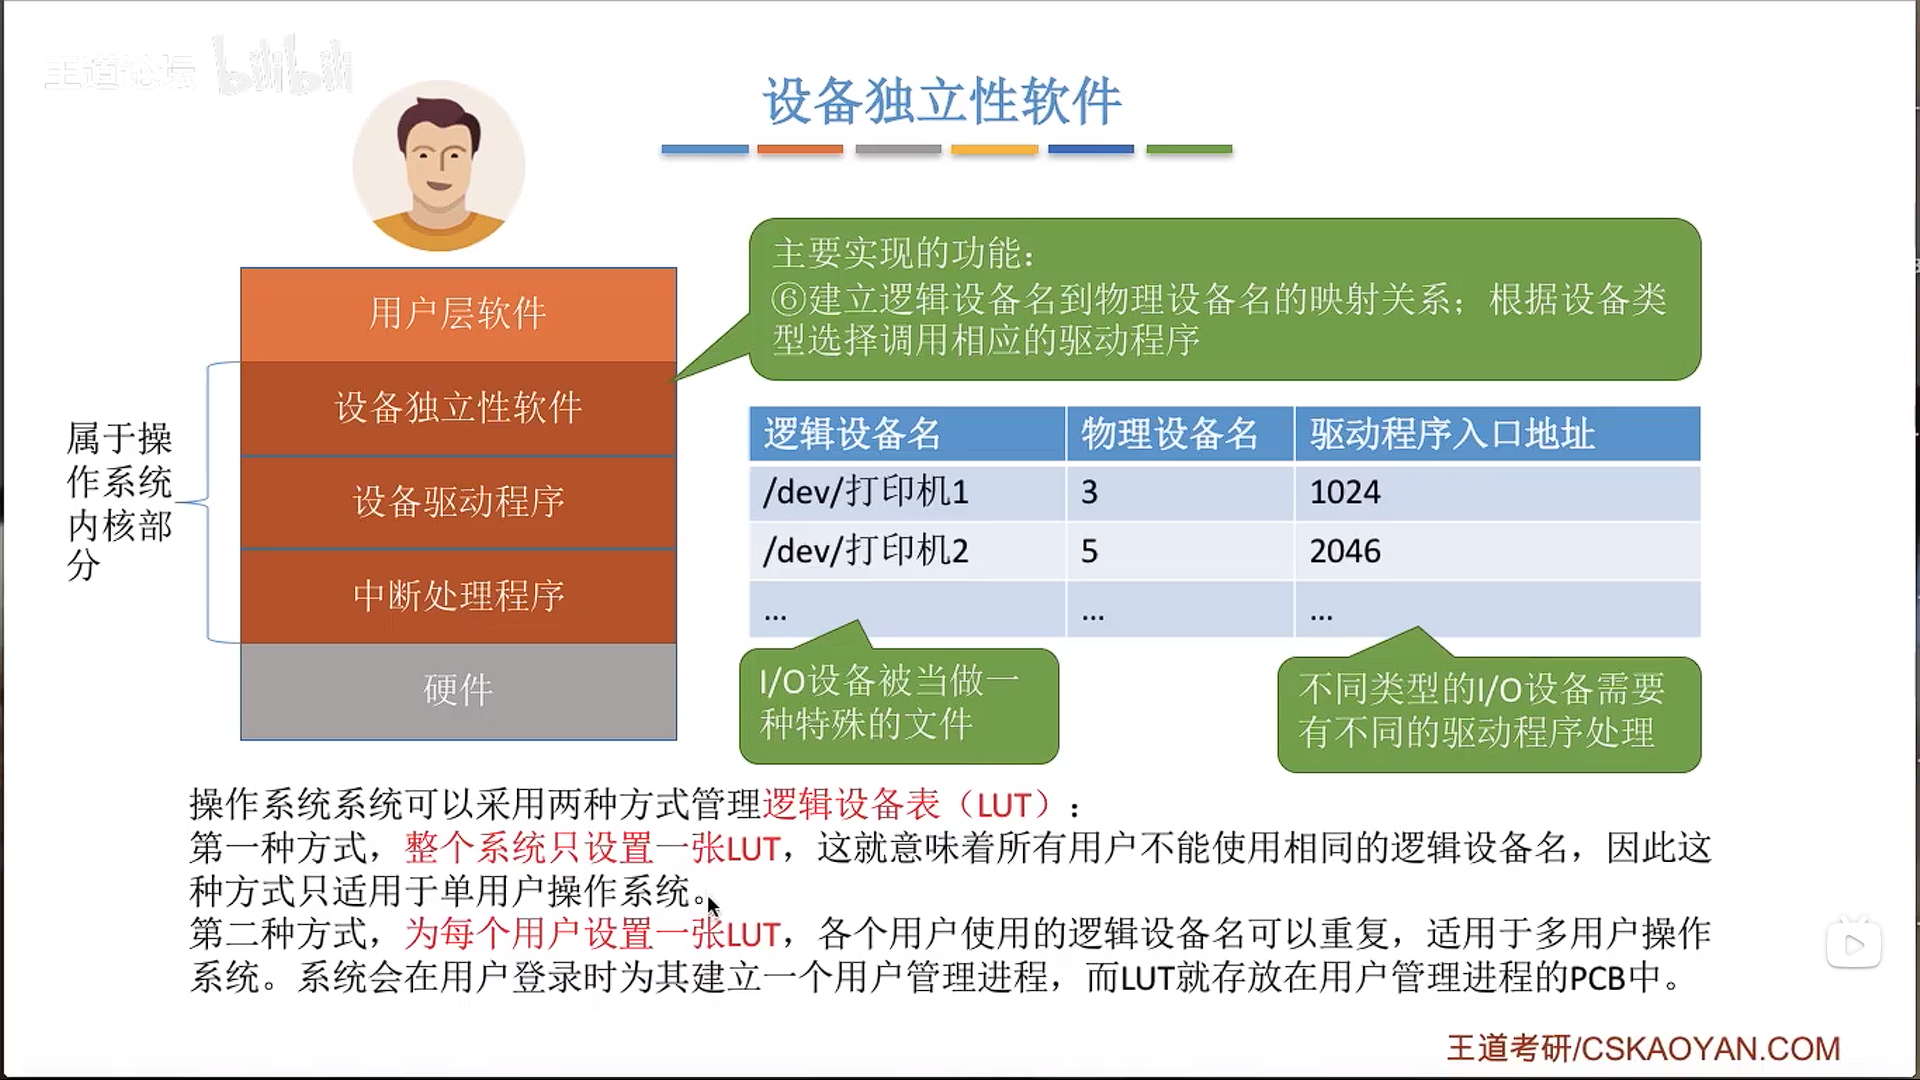 王道论坛 bilibili
设备独立性软件
主要实现的功能：
⑥建立逻辑设备名到物理设备名的映射关系；根据设备类
型选择调用相应的驱动程序
用户层软件
设备独立性软件
设备驱动程序
中断处理程序
硬件
属于操
作系统
内核部
分
逻辑设备名 物理设备名 驱动程序入口地址
/dev/打印机1 3 1024
/dev/打印机2 5 2046
... ... ...
I/O设备被当做一
种特殊的文件
不同类型的I/O设备需要
有不同的驱动程序处理
操作系统系统可以采用两种方式管理逻辑设备表（LUT）：
第一种方式，整个系统只设置一张LUT，这就意味着所有用户不能使用相同的逻辑设备名，因此这
种方式只适用于单用户操作系统。
第二种方式，为每个用户设置一张LUT，各个用户使用的逻辑设备名可以重复，适用于多用户操作
系统。系统会在用户登录时为其建立一个用户管理进程，而LUT就存放在用户管理进程的PCB中。
王道考研/CSKAOYAN.COM